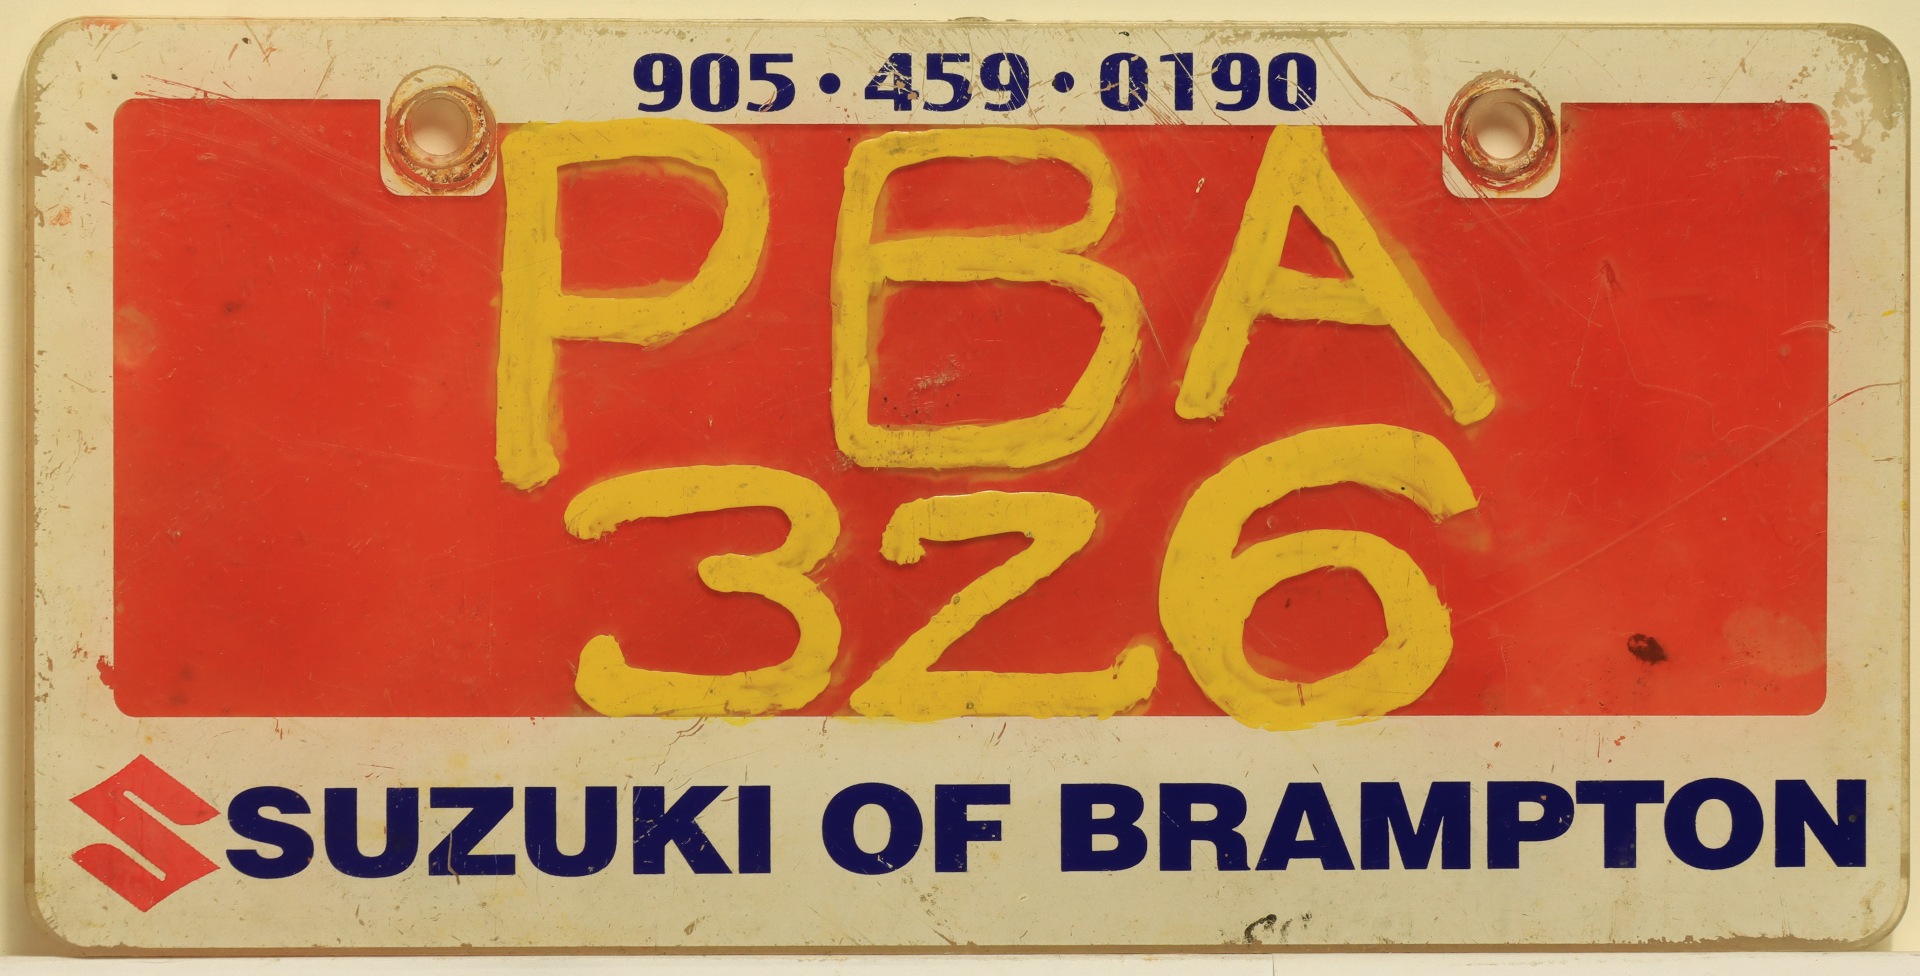 905•459•0190
PBA
326
SUZUKI OF BRAMPTON